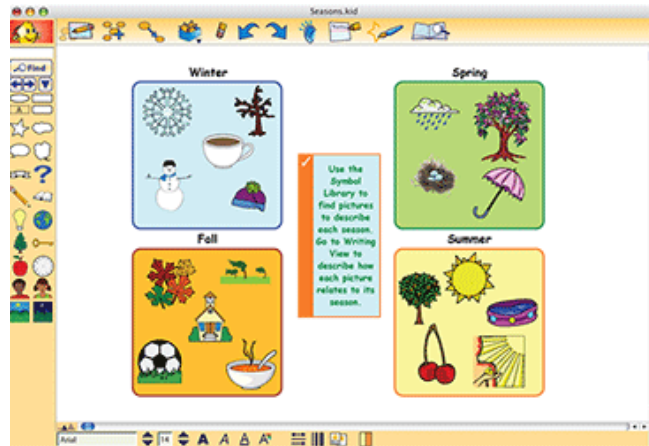 Seasons.kid
Find
A
Winter
Spring
Use the
Symbol
Library to
find pictures
to describe
each season.
Go to Writing
View to
describe how
each picture
relates to its
season.
Fall
Summer
Arial
14
A A A A